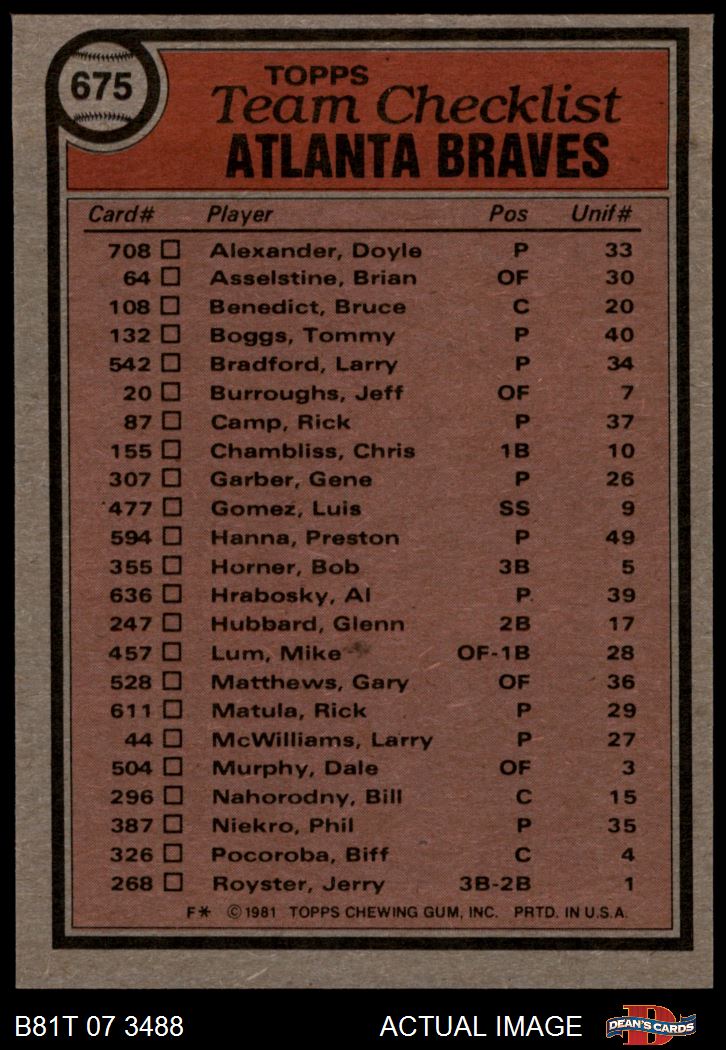 675
TOPPS
Team Checklist
ATLANTA BRAVES
Card# Player Pos Unif#
708 Alexander, Doyle P 33
64 Asselstine, Brian OF 30
108 Benedict, Bruce C 20
132 Boggs, Tommy P 40
542 Bradford, Larry P 34
20 Burroughs, Jeff OF 7
87 Camp, Rick P 37
155 Chambliss, Chris 1B 10
307 Garber, Gene P 26
477 Gomez, Luis SS 9
594 Hanna, Preston P 49
355 Horner, Bob 3B 5
636 Hrabosky, Al P 39
247 Hubbard, Glenn 2B 17
457 Lum, Mike OF-1B 28
528 Matthews, Gary OF 36
611 Matula, Rick P 29
44 McWilliams, Larry P 27
504 Murphy, Dale OF 3
296 Nahorodny, Bill C 15
387 Niekro, Phil P 35
326 Pocoroba, Biff C 4
268 Royster, Jerry 3B-2B 1
F* © 1981 TOPPS CHEWING GUM, INC. PRTD. IN U.S.A.
B81T 07 3488 ACTUAL IMAGE DEAN'S CARDS